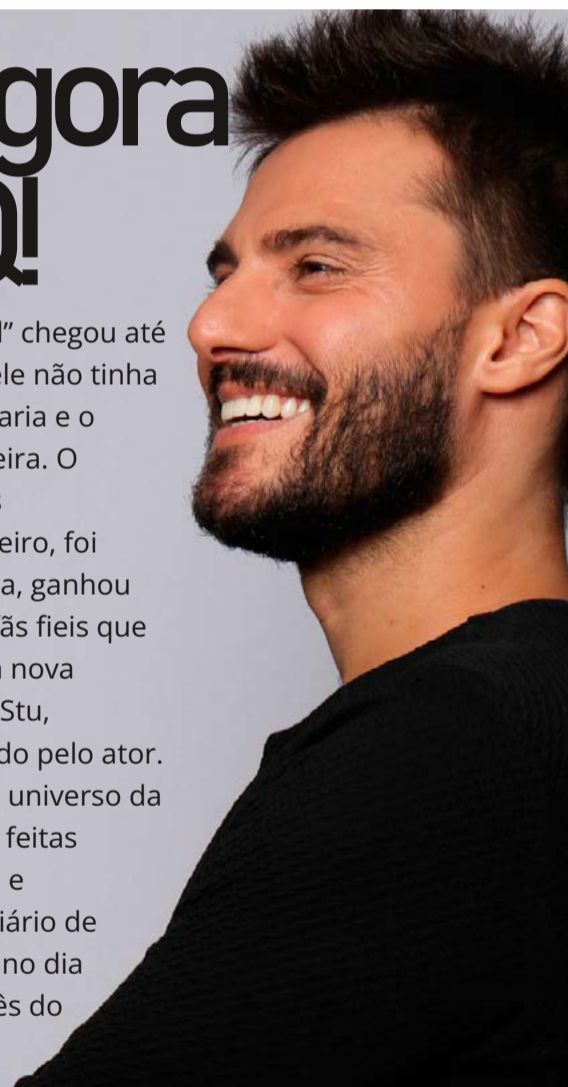 gora
!
” chegou até
ele não tinha
aria e o
eira. O
eiro, foi
a, ganhou
ãs fieis que
nova
Stu,
do pelo ator.
universo da
feitas
e
iário de
no dia
ês do